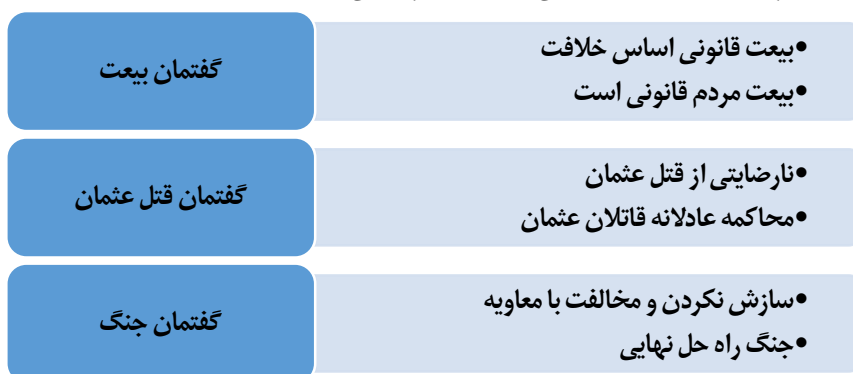 •بیعت قانونی اساس خلافت
•بیعت مردم قانونی است
گفتمان بیعت
•نارضایتی از قتل عثمان
•محاکمه عادلانه قاتلان عثمان
گفتمان قتل عثمان
•سازش نکردن و مخالفت با معاویه
•جنگ راه حل نهایی
گفتمان جنگ